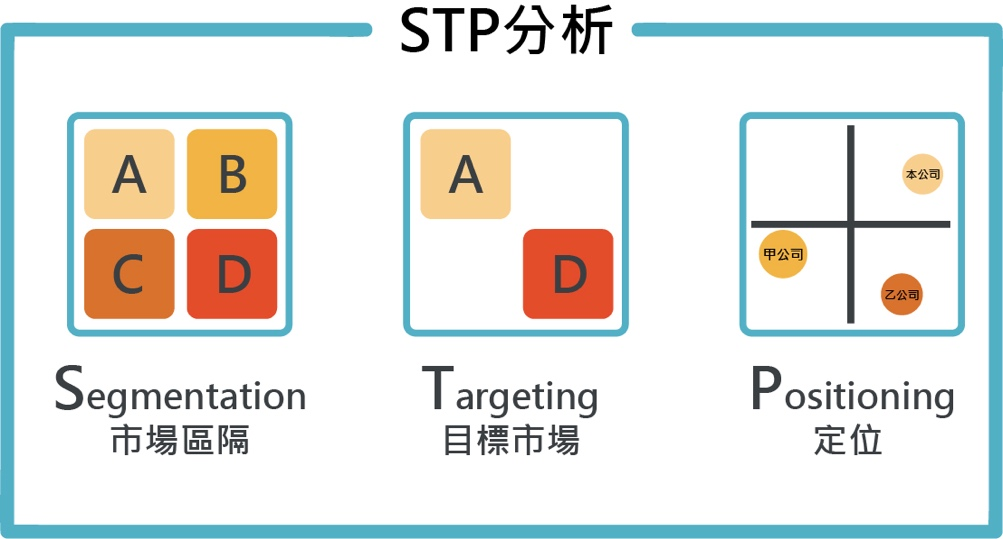 STP分析
A
B
C
D
A
D
本公司
甲公司
乙公司
Segmentation
市場區隔
Targeting
目標市場
Positioning
定位